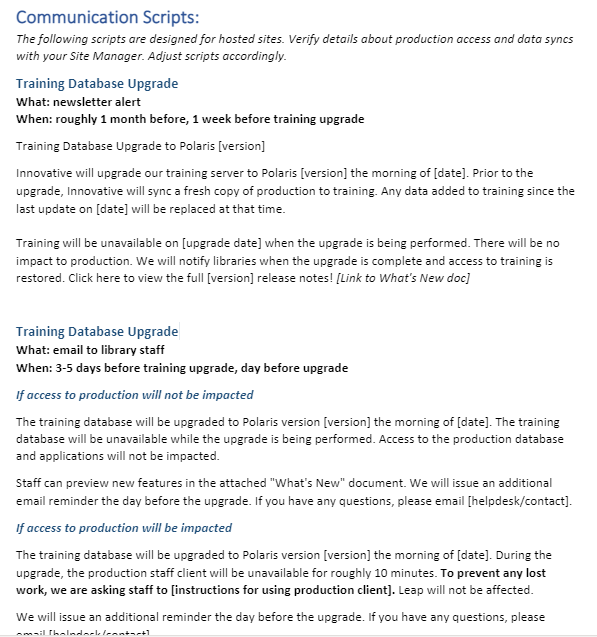 Communication Scripts:
The following scripts are designed for hosted sites. Verify details about production access and data syncs
with your Site Manager. Adjust scripts accordingly.
Training Database Upgrade
What: newsletter alert
When: roughly 1 month before, 1 week before training upgrade
Training Database Upgrade to Polaris [version]
Innovative will upgrade our training server to Polaris [version] the morning of [date]. Prior to the
upgrade, Innovative will sync a fresh copy of production to training. Any data added to training since the
last update on [date] will be replaced at that time.
Training will be unavailable on [upgrade date] when the upgrade is being performed. There will be no
impact to production. We will notify libraries when the upgrade is complete and access to training is
restored. Click here to view the full [version] release notes! [Link to What's New doc]
Training Database Upgrade
What: email to library staff
When: 3-5 days before training upgrade, day before upgrade
If access to production will not be impacted
The training database will be upgraded to Polaris version [version] the morning of [date]. The training
database will be unavailable while the upgrade is being performed. Access to the production database
and applications will not be impacted.
Staff can preview new features in the attached "What's New" document. We will issue an additional
email reminder the day before the upgrade. If you have any questions, please email [helpdesk/contact].
If access to production will be impacted
The training database will be upgraded to Polaris version [version] the morning of [date]. During the
upgrade, the production staff client will be unavailable for roughly 10 minutes. To prevent any lost
work, we are asking staff to [instructions for using production client]. Leap will not be affected.
We will issue an additional reminder the day before the upgrade. If you have any questions, please
email [helpdesk/contact]